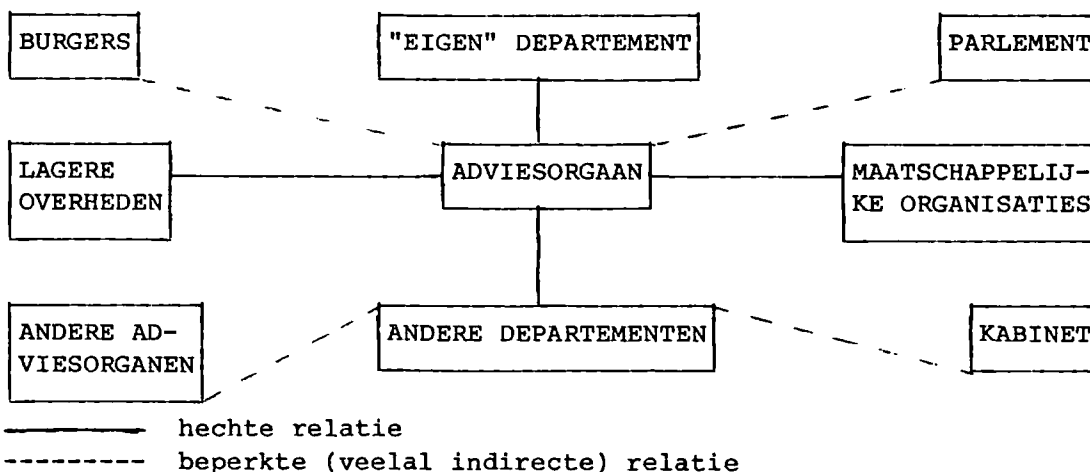 BURGERS
"EIGEN" DEPARTEMENT
PARLEMENT
LAGERE
OVERHEDEN
ADVIESORGAAN
MAATSCHAPPELIJ-
KE ORGANISATIES
ANDERE AD-
VIESORGANEN
ANDERE DEPARTEMENTEN
KABINET
hechte relatie
beperkte (veelal indirecte) relatie